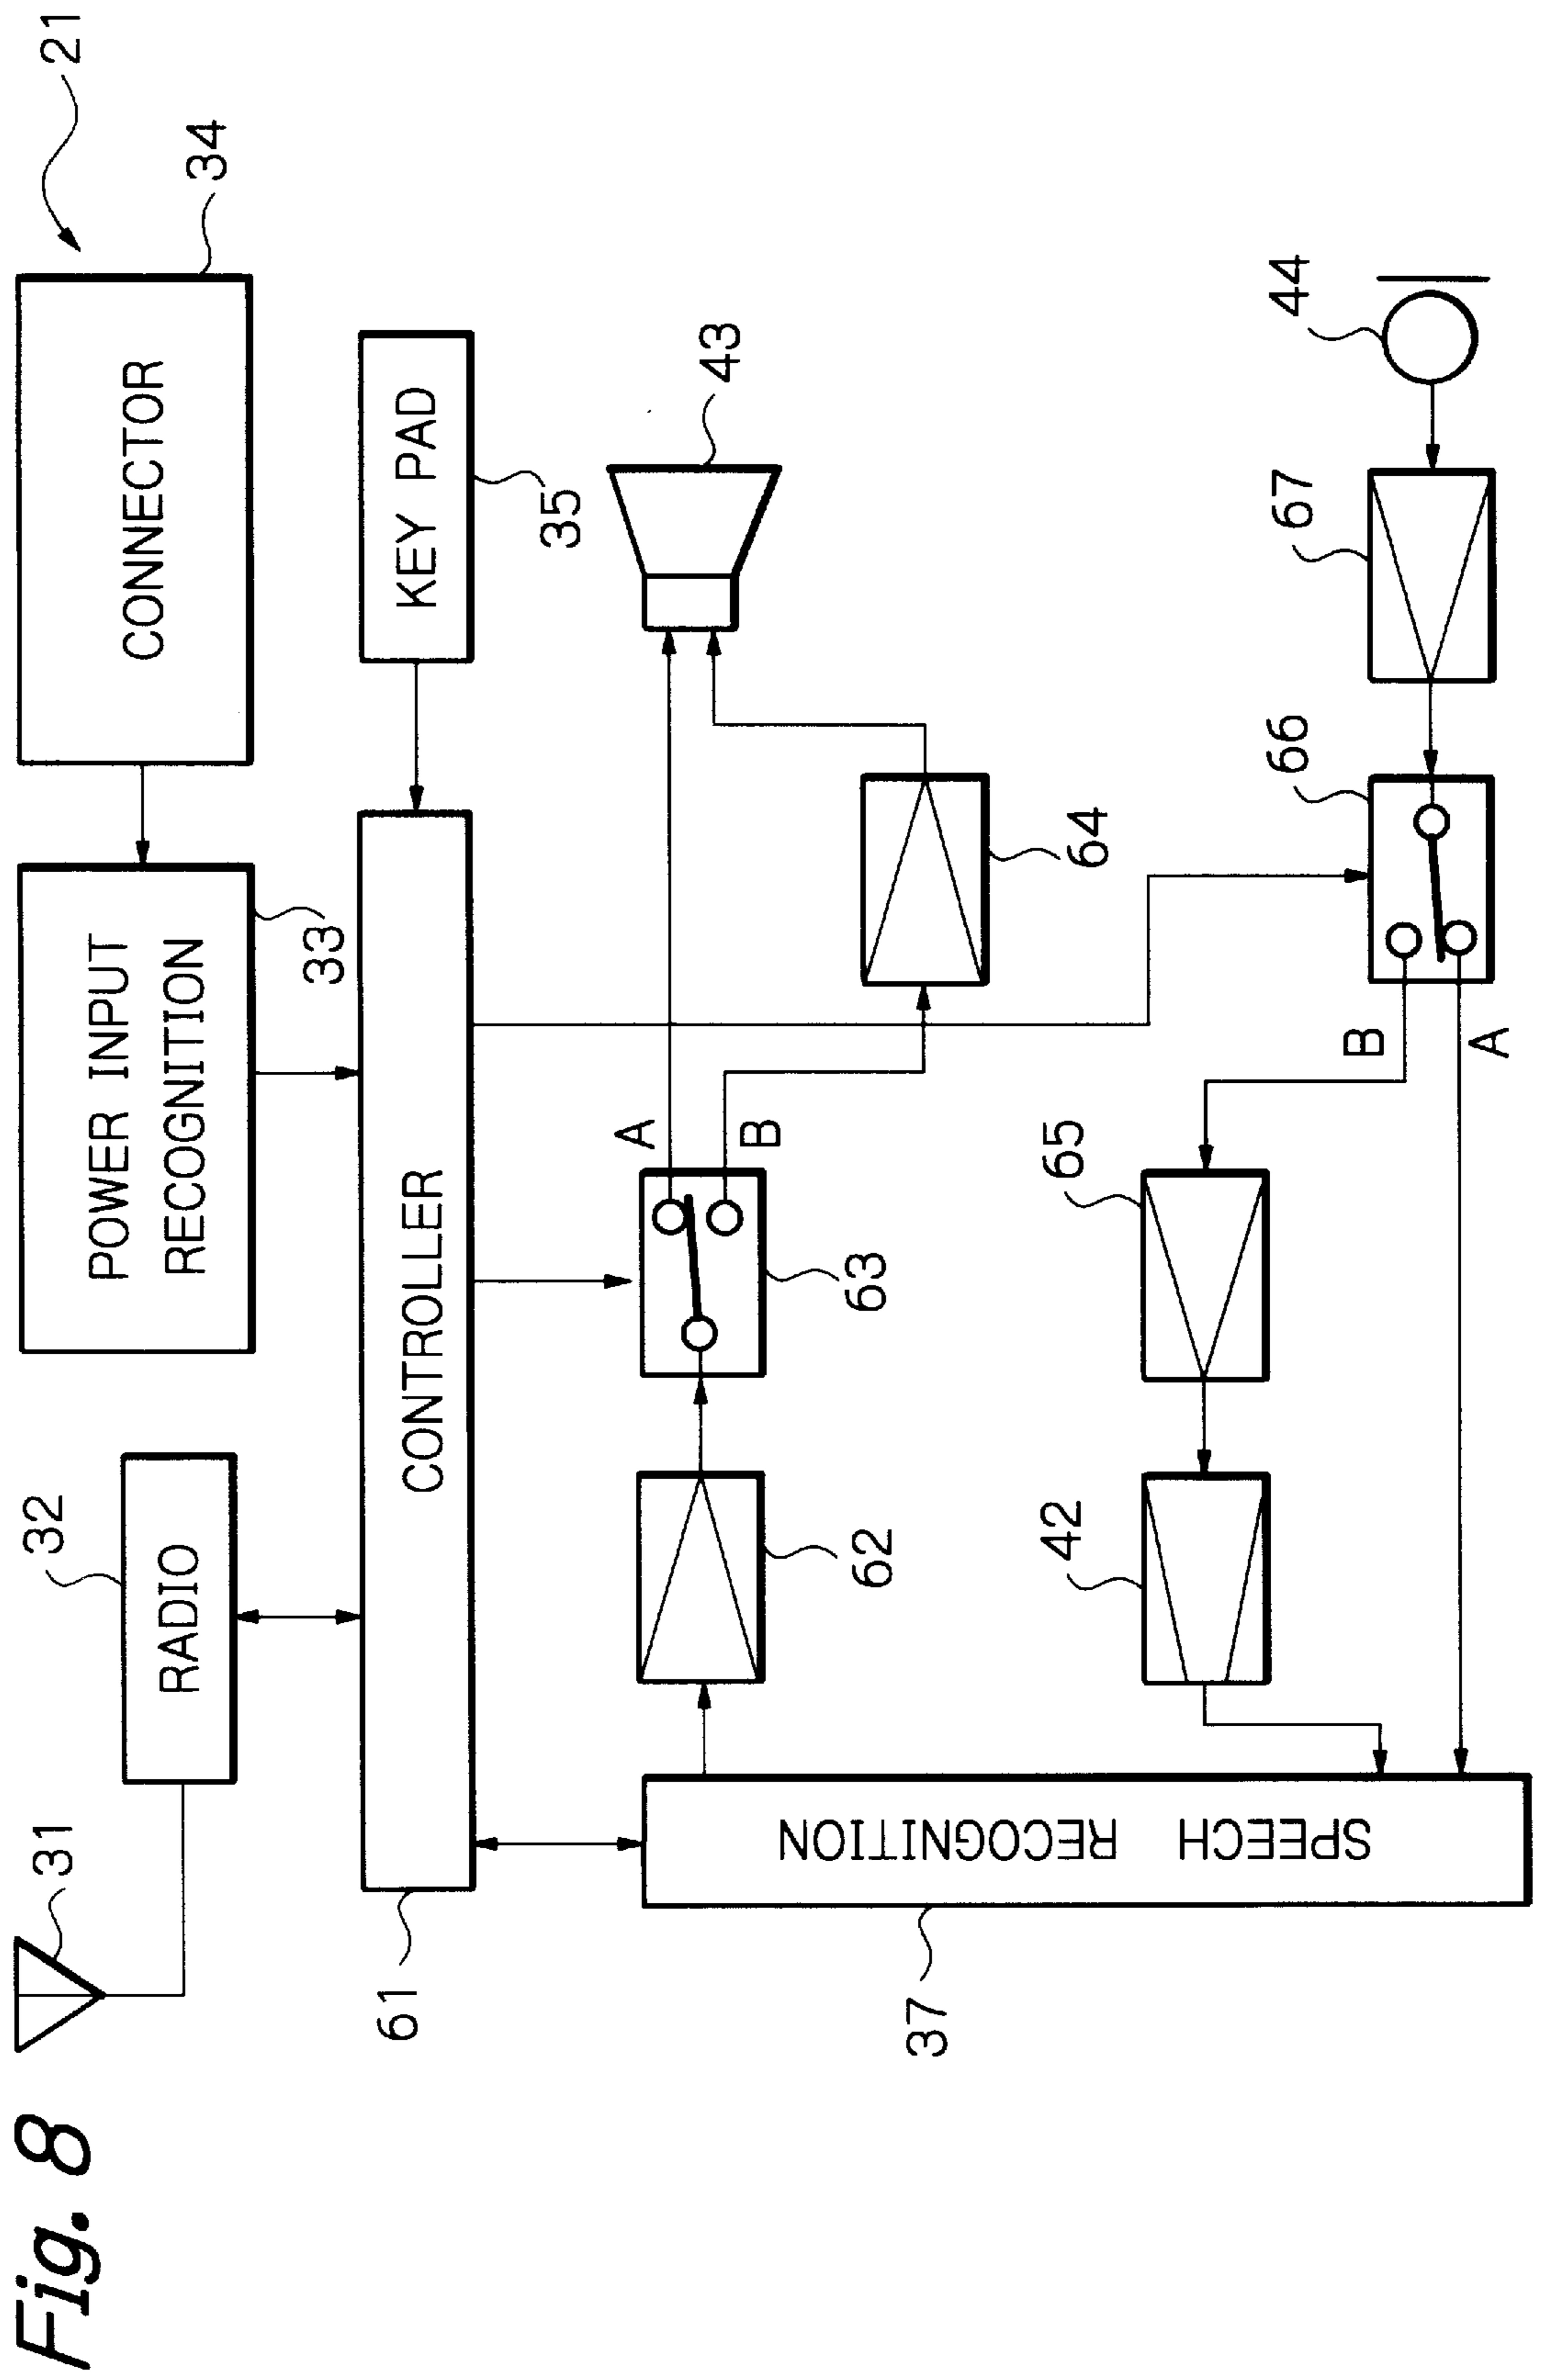 Fig. 8
21
31
32
RADIO
POWER INPUT
RECOGNITION
33
CONNECTOR
34
61
CONTROLLER
KEY PAD
35
37
SPEECH RECOGNITION
62
63
A
B
64
43
42
65
B
A
66
67
44